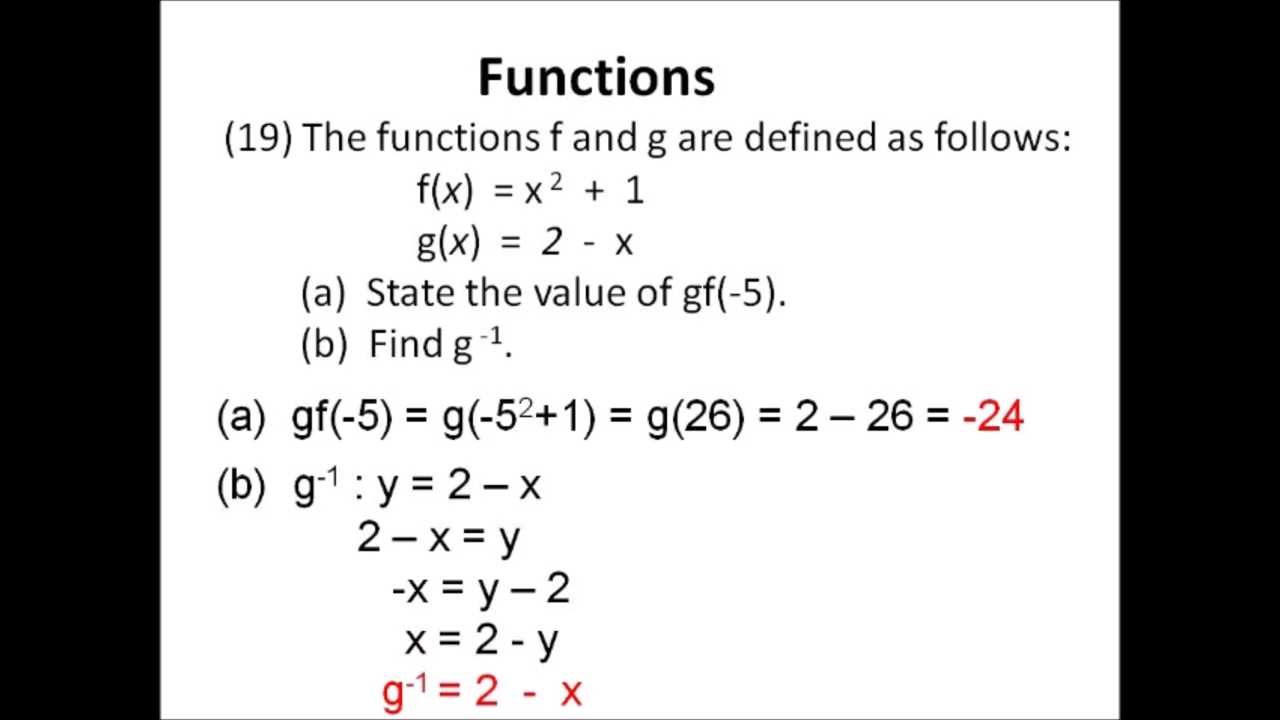 Functions
(19) The functions f and g are defined as follows:
f(x) = x² + 1
g(x) = 2 - x
(a) State the value of gf(-5).
(b) Find g⁻¹.
(a) gf(-5) = g(-5²+1) = g(26) = 2 – 26 = -24
(b) g⁻¹ : y = 2 – x
2 – x = y
-x = y – 2
x = 2 - y
g⁻¹ = 2 - x